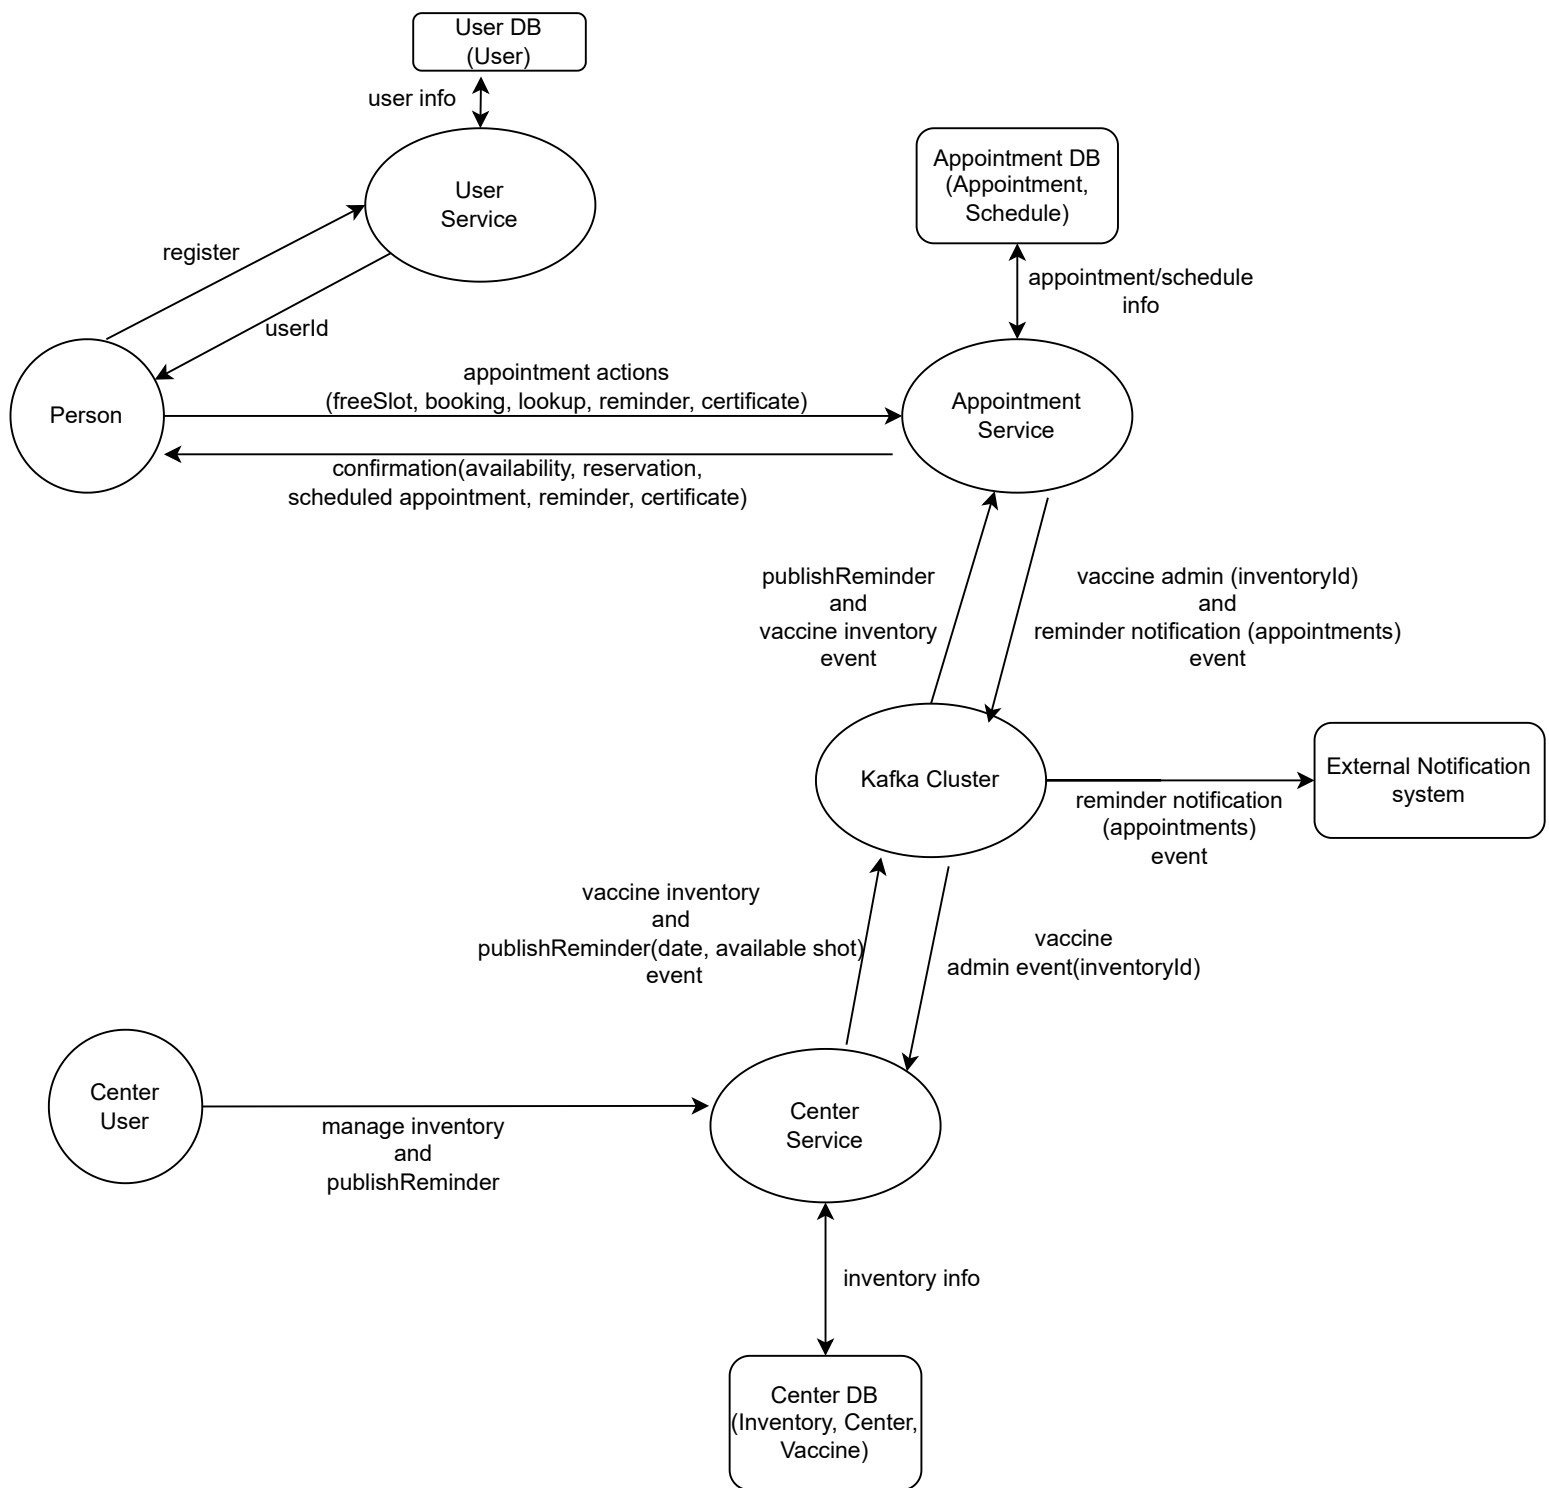 User DB
(User)
user info
User
Service
Appointment DB
(Appointment,
Schedule)
register
appointment/schedule
info
userId
appointment actions
(freeSlot, booking, lookup, reminder, certificate)
Person
Appointment
Service
confirmation(availability, reservation,
scheduled appointment, reminder, certificate)
publishReminder
and
vaccine inventory
event
vaccine admin (inventoryId)
and
reminder notification (appointments)
event
Kafka Cluster
External Notification
system
reminder notification
(appointments)
event
vaccine inventory
and
publishReminder(date, available shot)
event
vaccine
admin event(inventoryId)
Center
User
Center
Service
manage inventory
and
publishReminder
inventory info
Center DB
(Inventory, Center,
Vaccine)